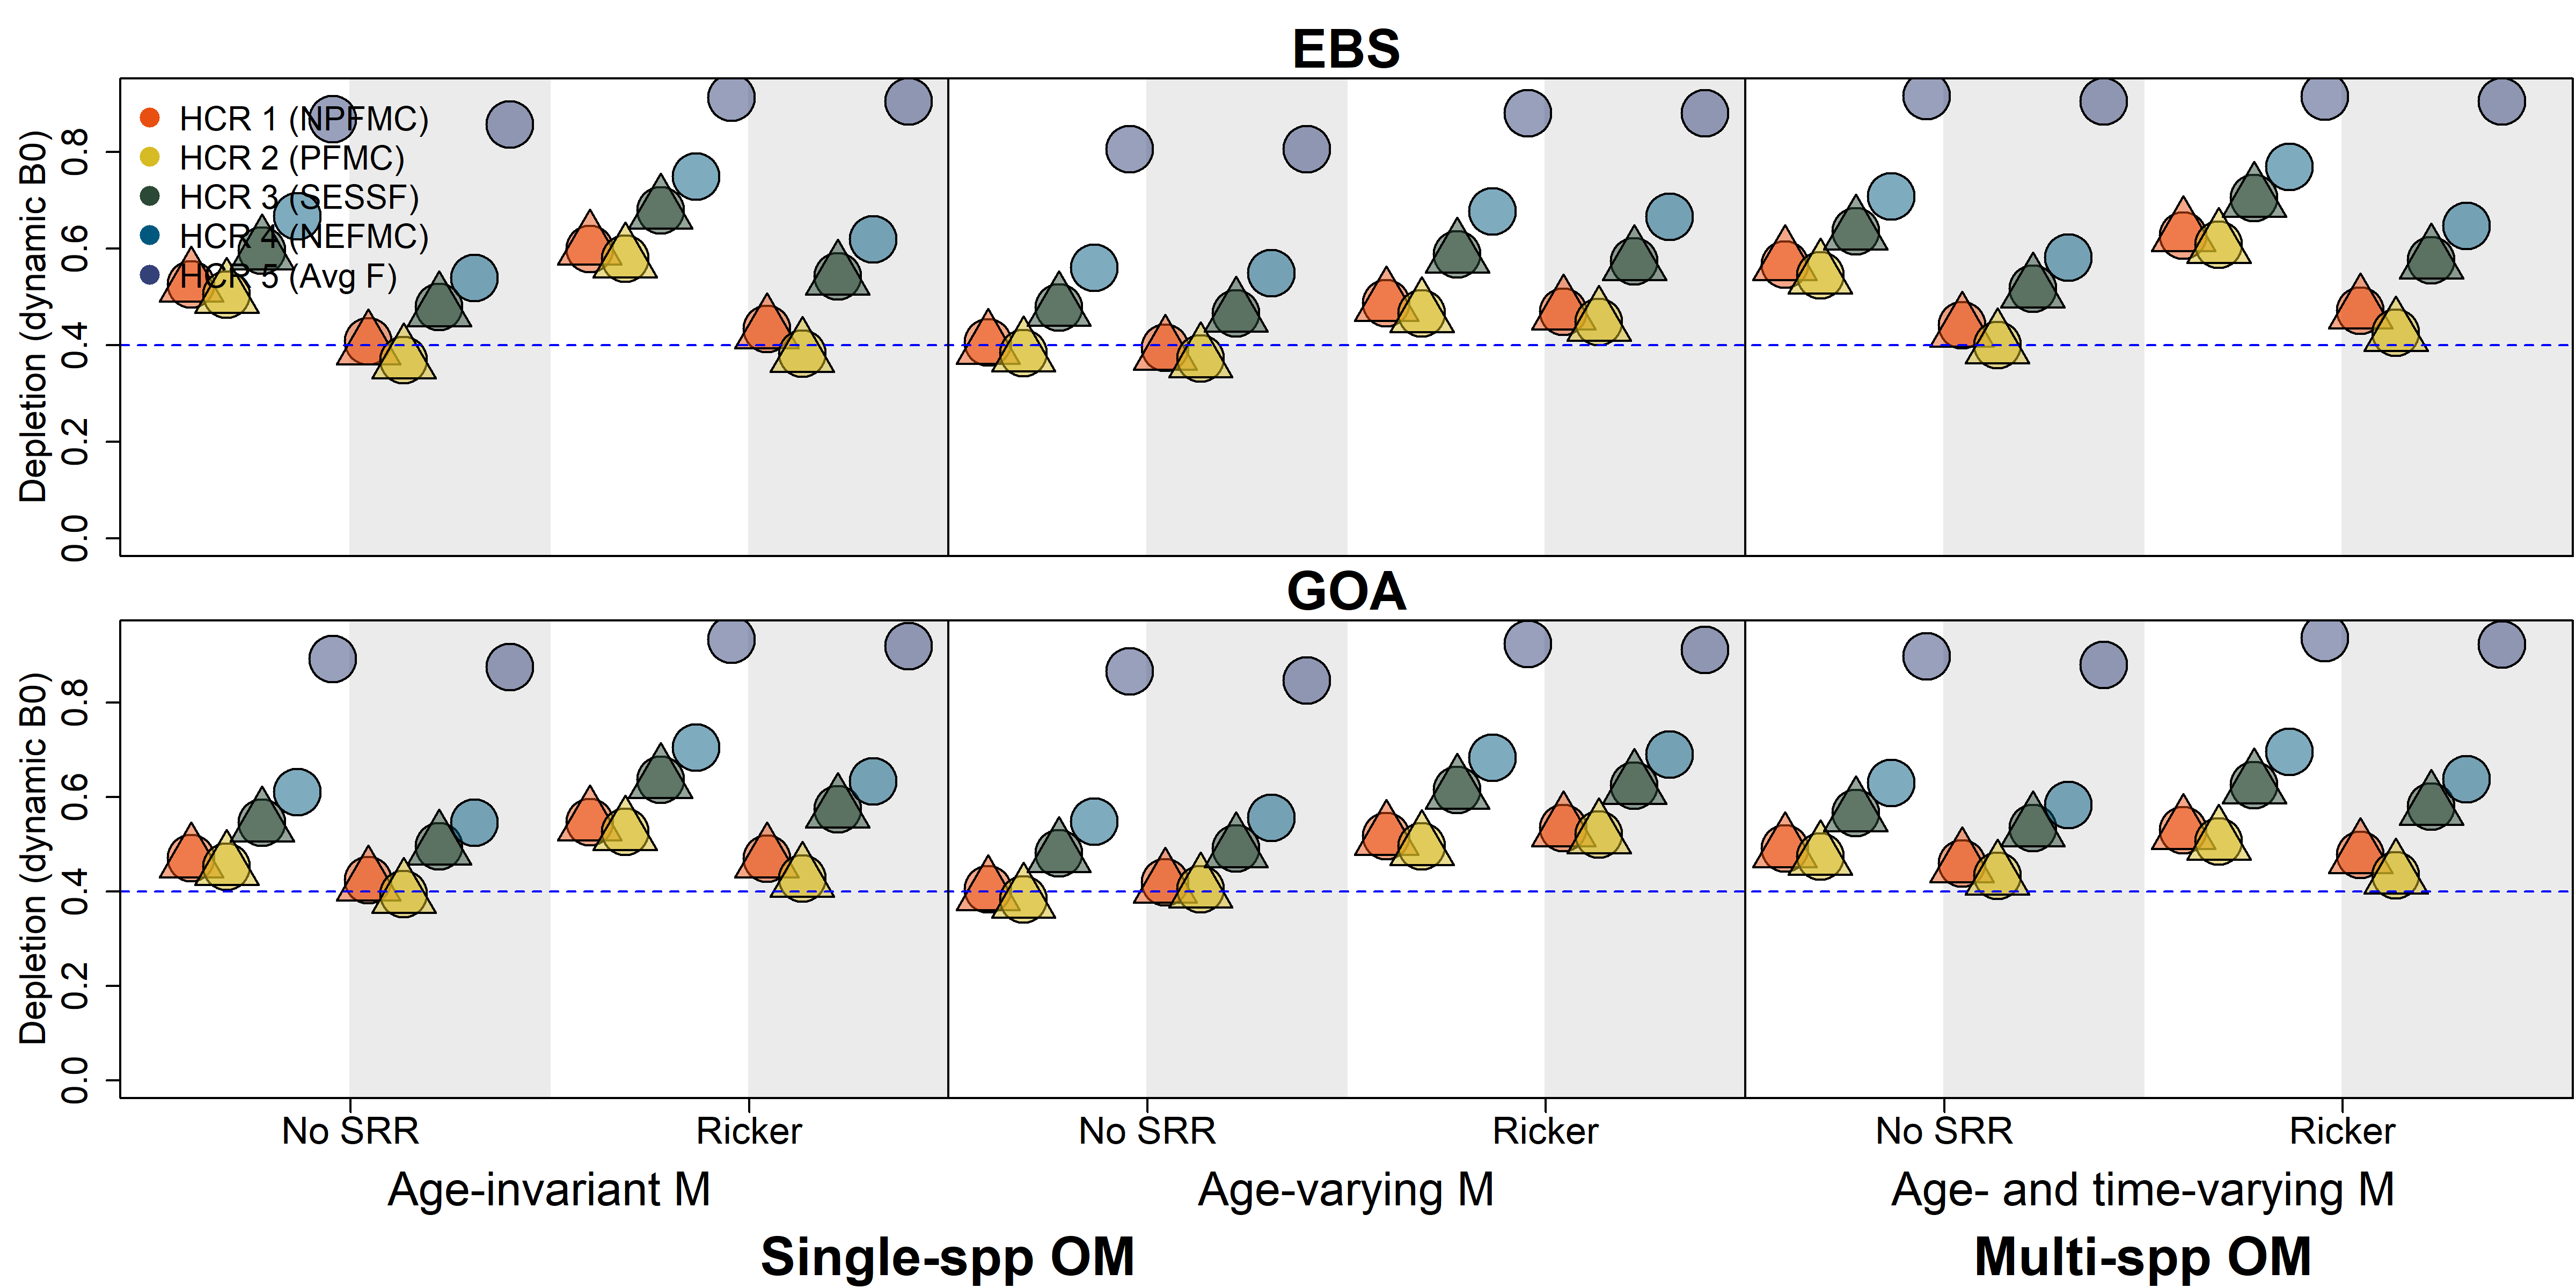 EBS
Depletion (dynamic B0)
0.8
0.6
0.4
0.2
0.0
HCR 1 (NPFMC)
HCR 2 (PFMC)
HCR 3 (SESSF)
HCR 4 (NEFMC)
HCR 5 (Avg F)
GOA
Depletion (dynamic B0)
0.8
0.6
0.4
0.2
0.0
No SRR Ricker No SRR Ricker No SRR Ricker
Age-invariant M Age-varying M Age- and time-varying M
Single-spp OM Multi-spp OM